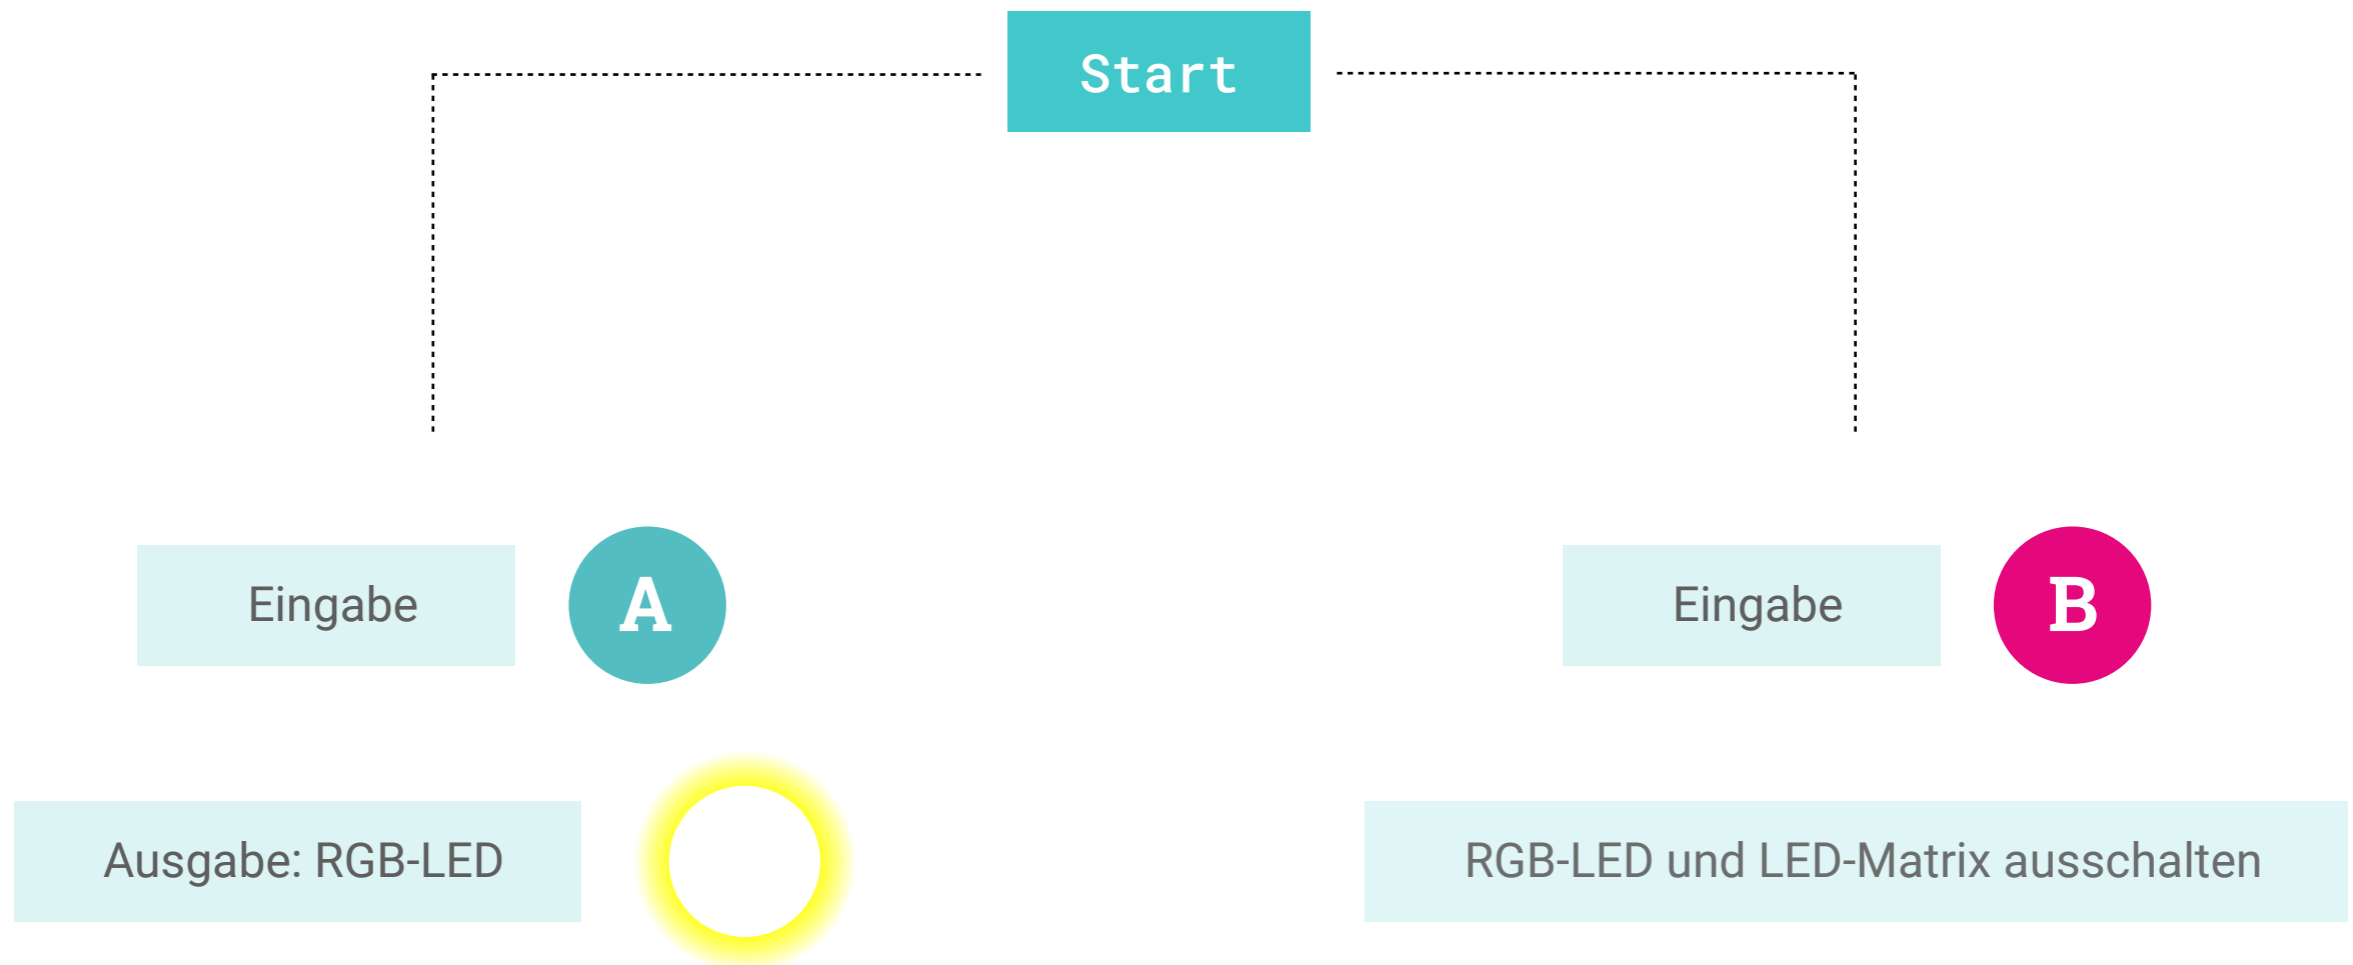 Start
Eingabe
A
Eingabe
B
Ausgabe: RGB-LED
RGB-LED und LED-Matrix ausschalten